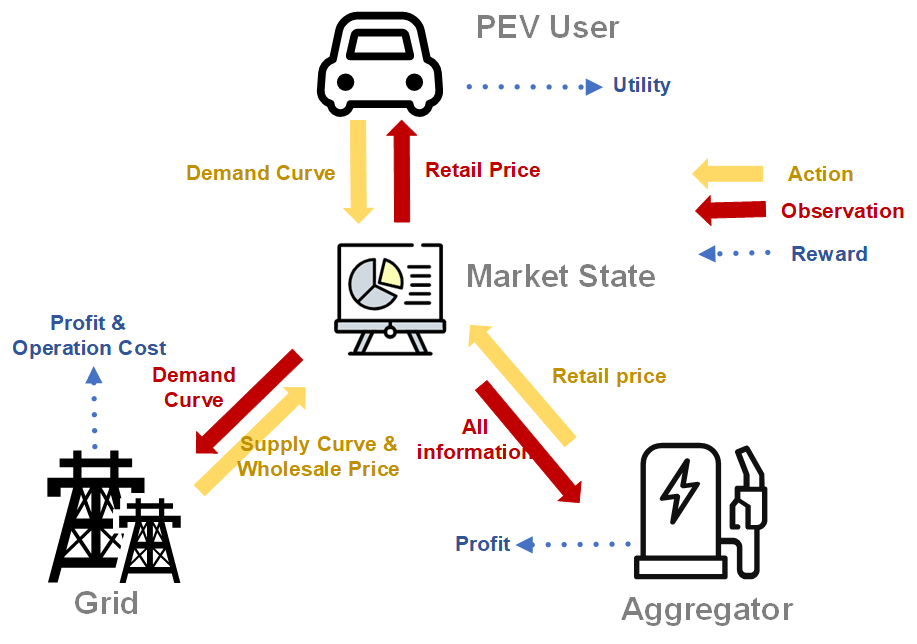 PEV User
Utility
Demand Curve
Retail Price
Action
Observation
Reward
Market State
Profit &
Operation Cost
Demand
Curve
Retail price
All
information
Supply Curve &
Wholesale Price
Profit
Grid
Aggregator